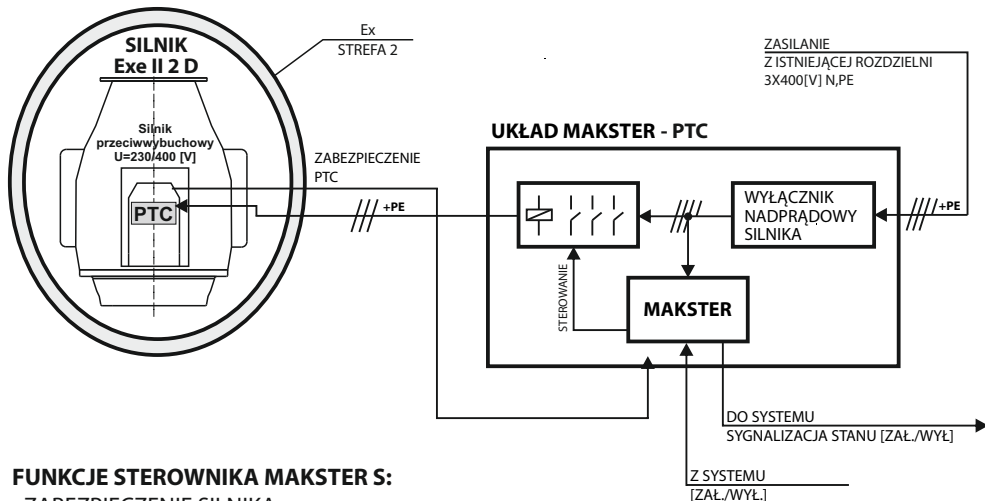 SILNIK
Exe II 2 D
Silnik
przeciwwybuchowy
U=230/400 [V]
PTC
Ex
STREFA 2
ZABEZPIECZENIE
PTC
+PE
ZASILANIE
Z ISTNIEJĄCEJ ROZDZIELNI
3X400[V] N,PE
UKŁAD MAKSTER - PTC
WYŁĄCZNIK
NADPRĄDOWY
SILNIKA
+PE
STEROWANIE
MAKSTER
DO SYSTEMU
SYGNALIZACJA STANU [ZAŁ./WYŁ]
Z SYSTEMU
[ZAŁ./WYŁ.]
FUNKCJE STEROWNIKA MAKSTER S:
- ZABEZPIECZENIE SILNIKA